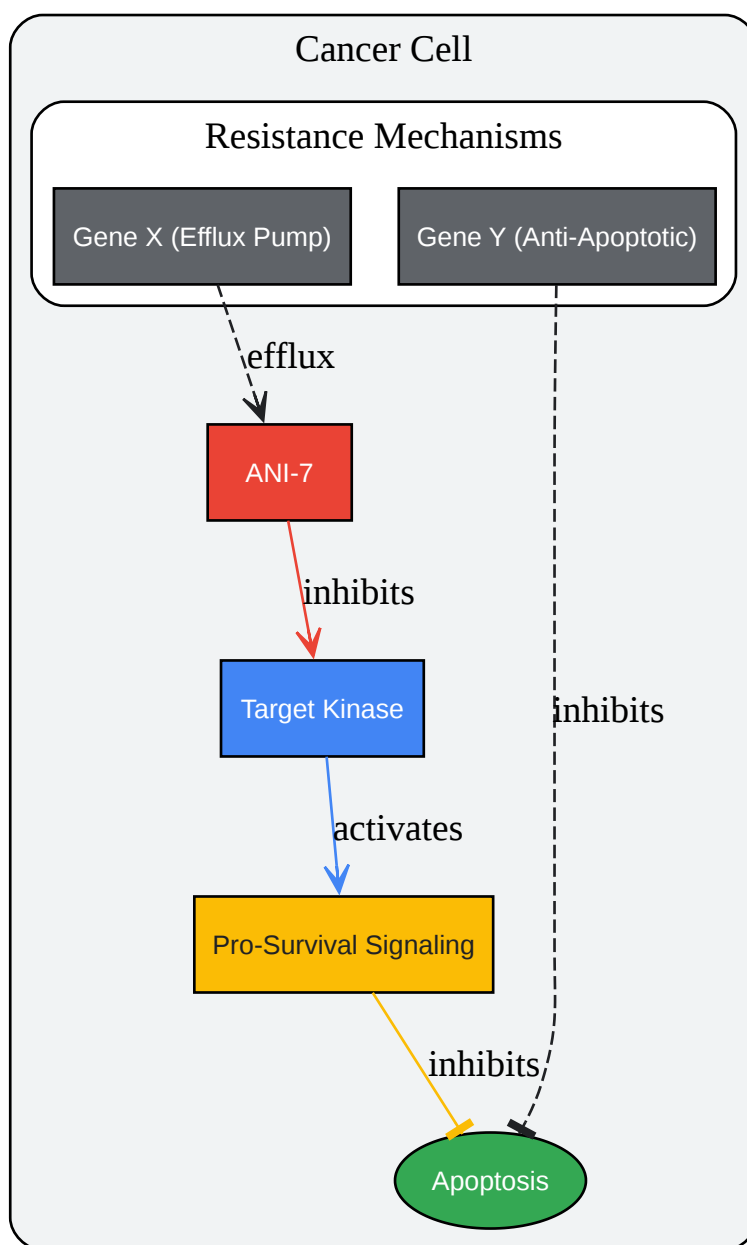 Cancer Cell
Resistance Mechanisms
Gene X (Efflux Pump)
Gene Y (Anti-Apoptotic)
efflux
ANI-7
inhibits
Target Kinase
inhibits
activates
Pro-Survival Signaling
inhibits
Apoptosis